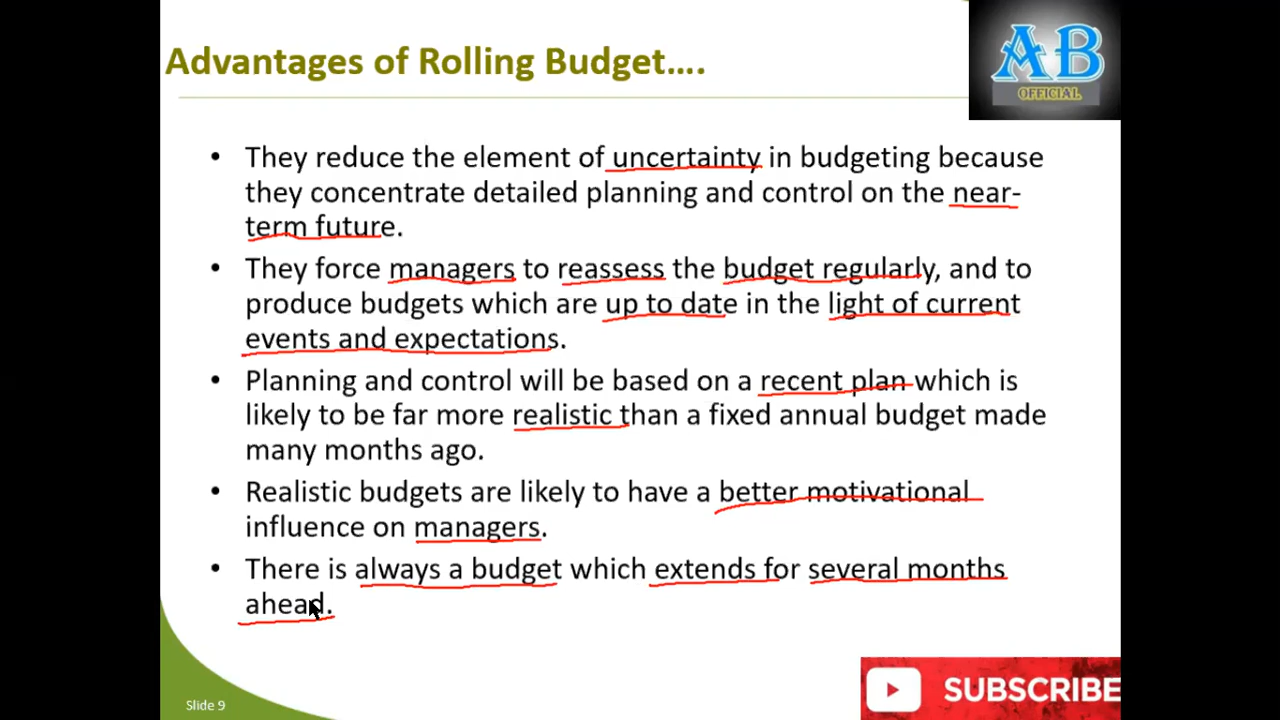 Advantages of Rolling Budget....
AB
OFFICIAL
• They reduce the element of uncertainty in budgeting because
they concentrate detailed planning and control on the near-
term future.
• They force managers to reassess the budget regularly, and to
produce budgets which are up to date in the light of current
events and expectations.
• Planning and control will be based on a recent plan which is
likely to be far more realistic than a fixed annual budget made
many months ago.
• Realistic budgets are likely to have a better motivational
influence on managers.
• There is always a budget which extends for several months
ahead.
Slide 9
SUBSCRIBE